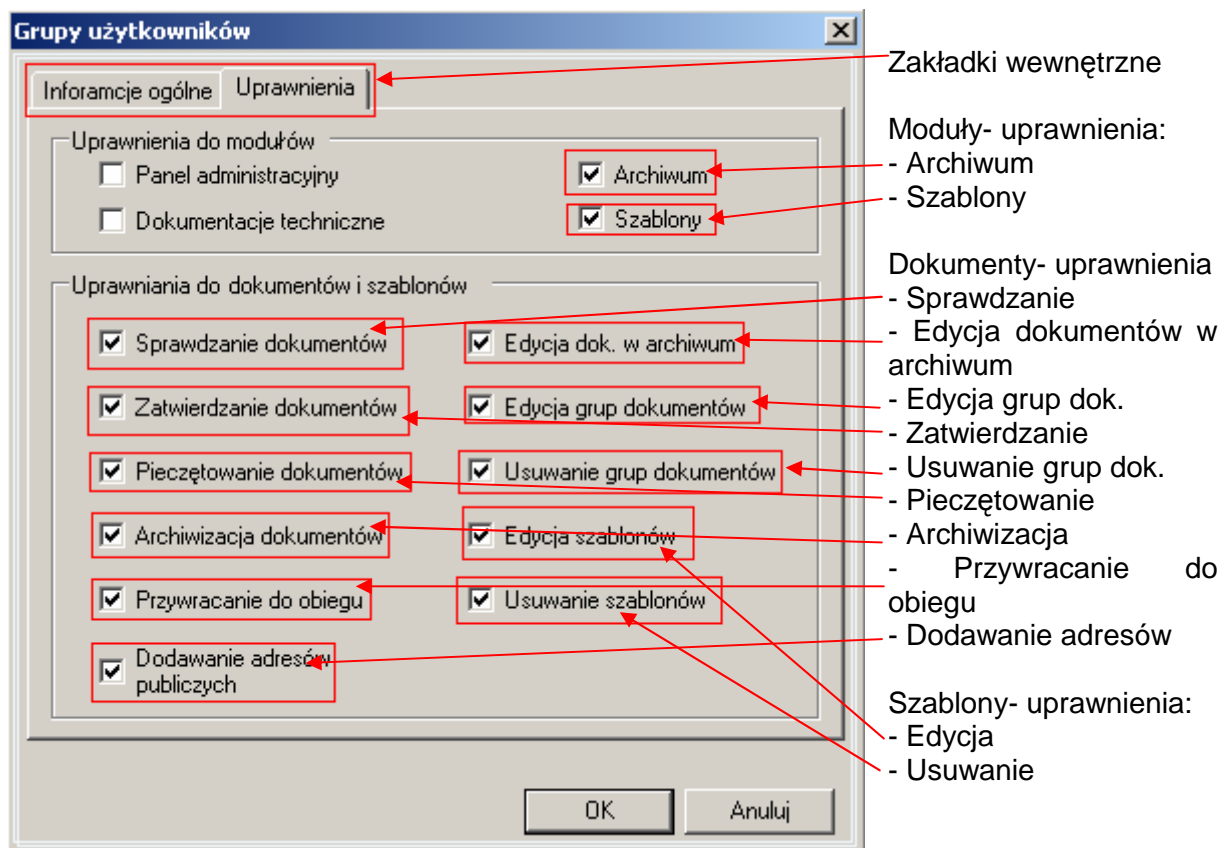 Grupy użytkowników
Inforamcje ogólne
Uprawnienia
Uprawnienia do modułów
Panel administracyjny
Archiwum
Dokumentacje techniczne
Szablony
Uprawniania do dokumentów i szablonów
Sprawdzanie dokumentów
Edycja dok. w archiwum
Zatwierdzanie dokumentów
Edycja grup dokumentów
Pieczętowanie dokumentów
Usuwanie grup dokumentów
Archiwizacja dokumentów
Edycja szablonów
Przywracanie do obiegu
Usuwanie szablonów
Dodawanie adresów
publiczych
OK
Anuluj
Zakładki wewnętrzne
Moduły- uprawnienia:
- Archiwum
- Szablony
Dokumenty- uprawnienia
- Sprawdzanie
- Edycja dokumentów w
archiwum
- Edycja grup dok.
- Zatwierdzanie
- Usuwanie grup dok.
- Pieczętowanie
- Archiwizacja
- Przywracanie do
obiegu
- Dodawanie adresów
Szablony- uprawnienia:
- Edycja
- Usuwanie